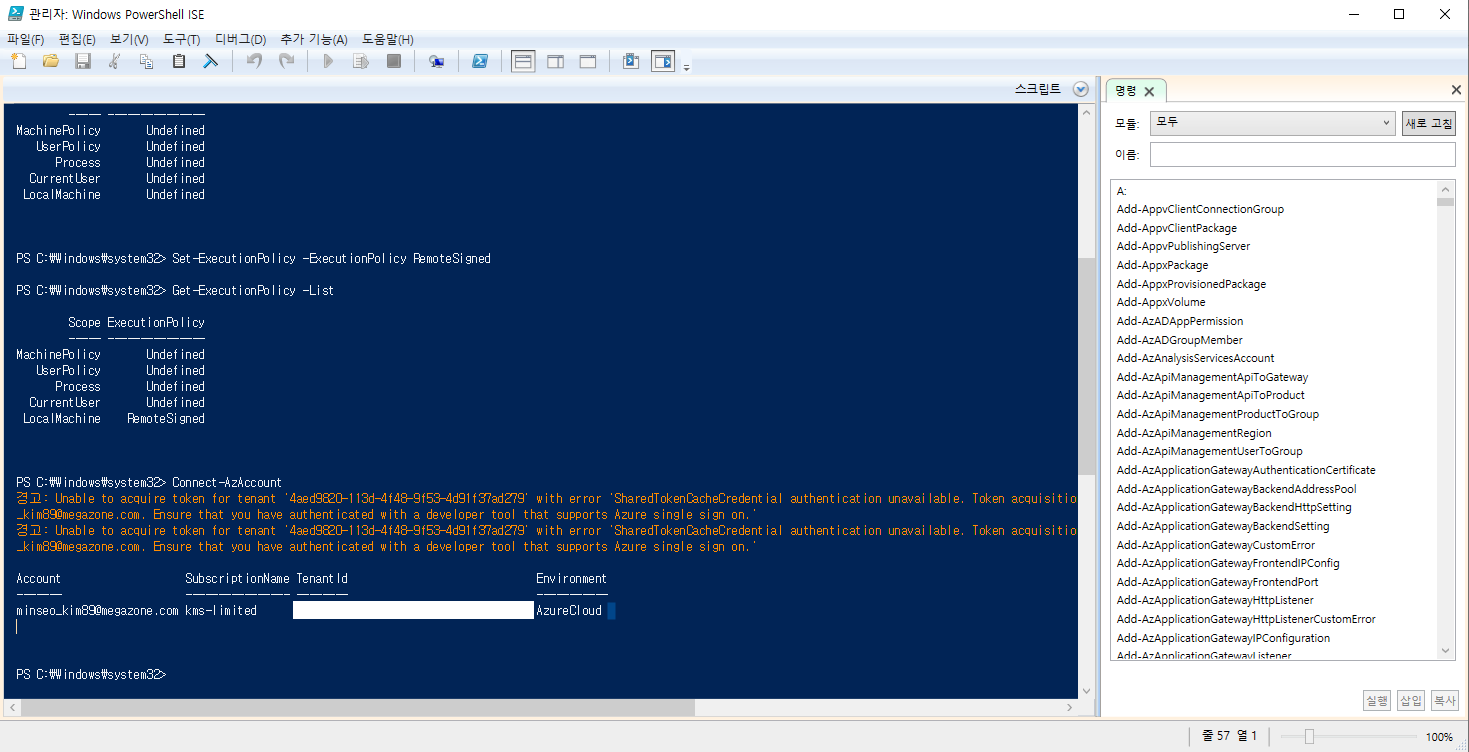 관리자: Windows PowerShell ISE
파일(F) 편집(E) 보기(V) 도구(T) 디버그(D) 추가 기능(A) 도움말(H)
스크립트
----- ---------------
MachinePolicy Undefined
UserPolicy Undefined
Process Undefined
CurrentUser Undefined
LocalMachine Undefined
PS C:₩Windows₩system32> Set-ExecutionPolicy -ExecutionPolicy RemoteSigned
PS C:₩Windows₩system32> Get-ExecutionPolicy -List
Scope ExecutionPolicy
----- ---------------
MachinePolicy Undefined
UserPolicy Undefined
Process Undefined
CurrentUser Undefined
LocalMachine RemoteSigned
PS C:₩Windows₩system32> Connect-AzAccount
경고: Unable to acquire token for tenant '4aed9820-113d-4f48-9f53-4d91f37ad279' with error 'SharedTokenCacheCredential authentication unavailable. Token acquisitio
_kim89@megazone.com. Ensure that you have authenticated with a developer tool that supports Azure single sign on.'
경고: Unable to acquire token for tenant '4aed9820-113d-4f48-9f53-4d91f37ad279' with error 'SharedTokenCacheCredential authentication unavailable. Token acquisitio
_kim89@megazone.com. Ensure that you have authenticated with a developer tool that supports Azure single sign on.'
Account SubscriptionName TenantId Environment
------- ---------------- -------- -----------
minseo_kim89@megazone.com kms-limited AzureCloud
PS C:₩Windows₩system32>
명령
모듈: 모두 새로 고침
이름:
A:
Add-AppvClientConnectionGroup
Add-AppvClientPackage
Add-AppvPublishingServer
Add-AppxPackage
Add-AppxProvisionedPackage
Add-AppxVolume
Add-AzADAppPermission
Add-AzADGroupMember
Add-AzAnalysisServicesAccount
Add-AzApiManagementApiToGateway
Add-AzApiManagementApiToProduct
Add-AzApiManagementProductToGroup
Add-AzApiManagementRegion
Add-AzApiManagementUserToGroup
Add-AzApplicationGatewayAuthenticationCertificate
Add-AzApplicationGatewayBackendAddressPool
Add-AzApplicationGatewayBackendHttpSetting
Add-AzApplicationGatewayBackendSetting
Add-AzApplicationGatewayCustomError
Add-AzApplicationGatewayFrontendIPConfig
Add-AzApplicationGatewayFrontendPort
Add-AzApplicationGatewayHttpListener
Add-AzApplicationGatewayHttpListenerCustomError
Add-AzApplicationGatewayIPConfiguration
Add-AzApplicationGatewayListener
실행 삽입 복사
줄 57 열 1 100%